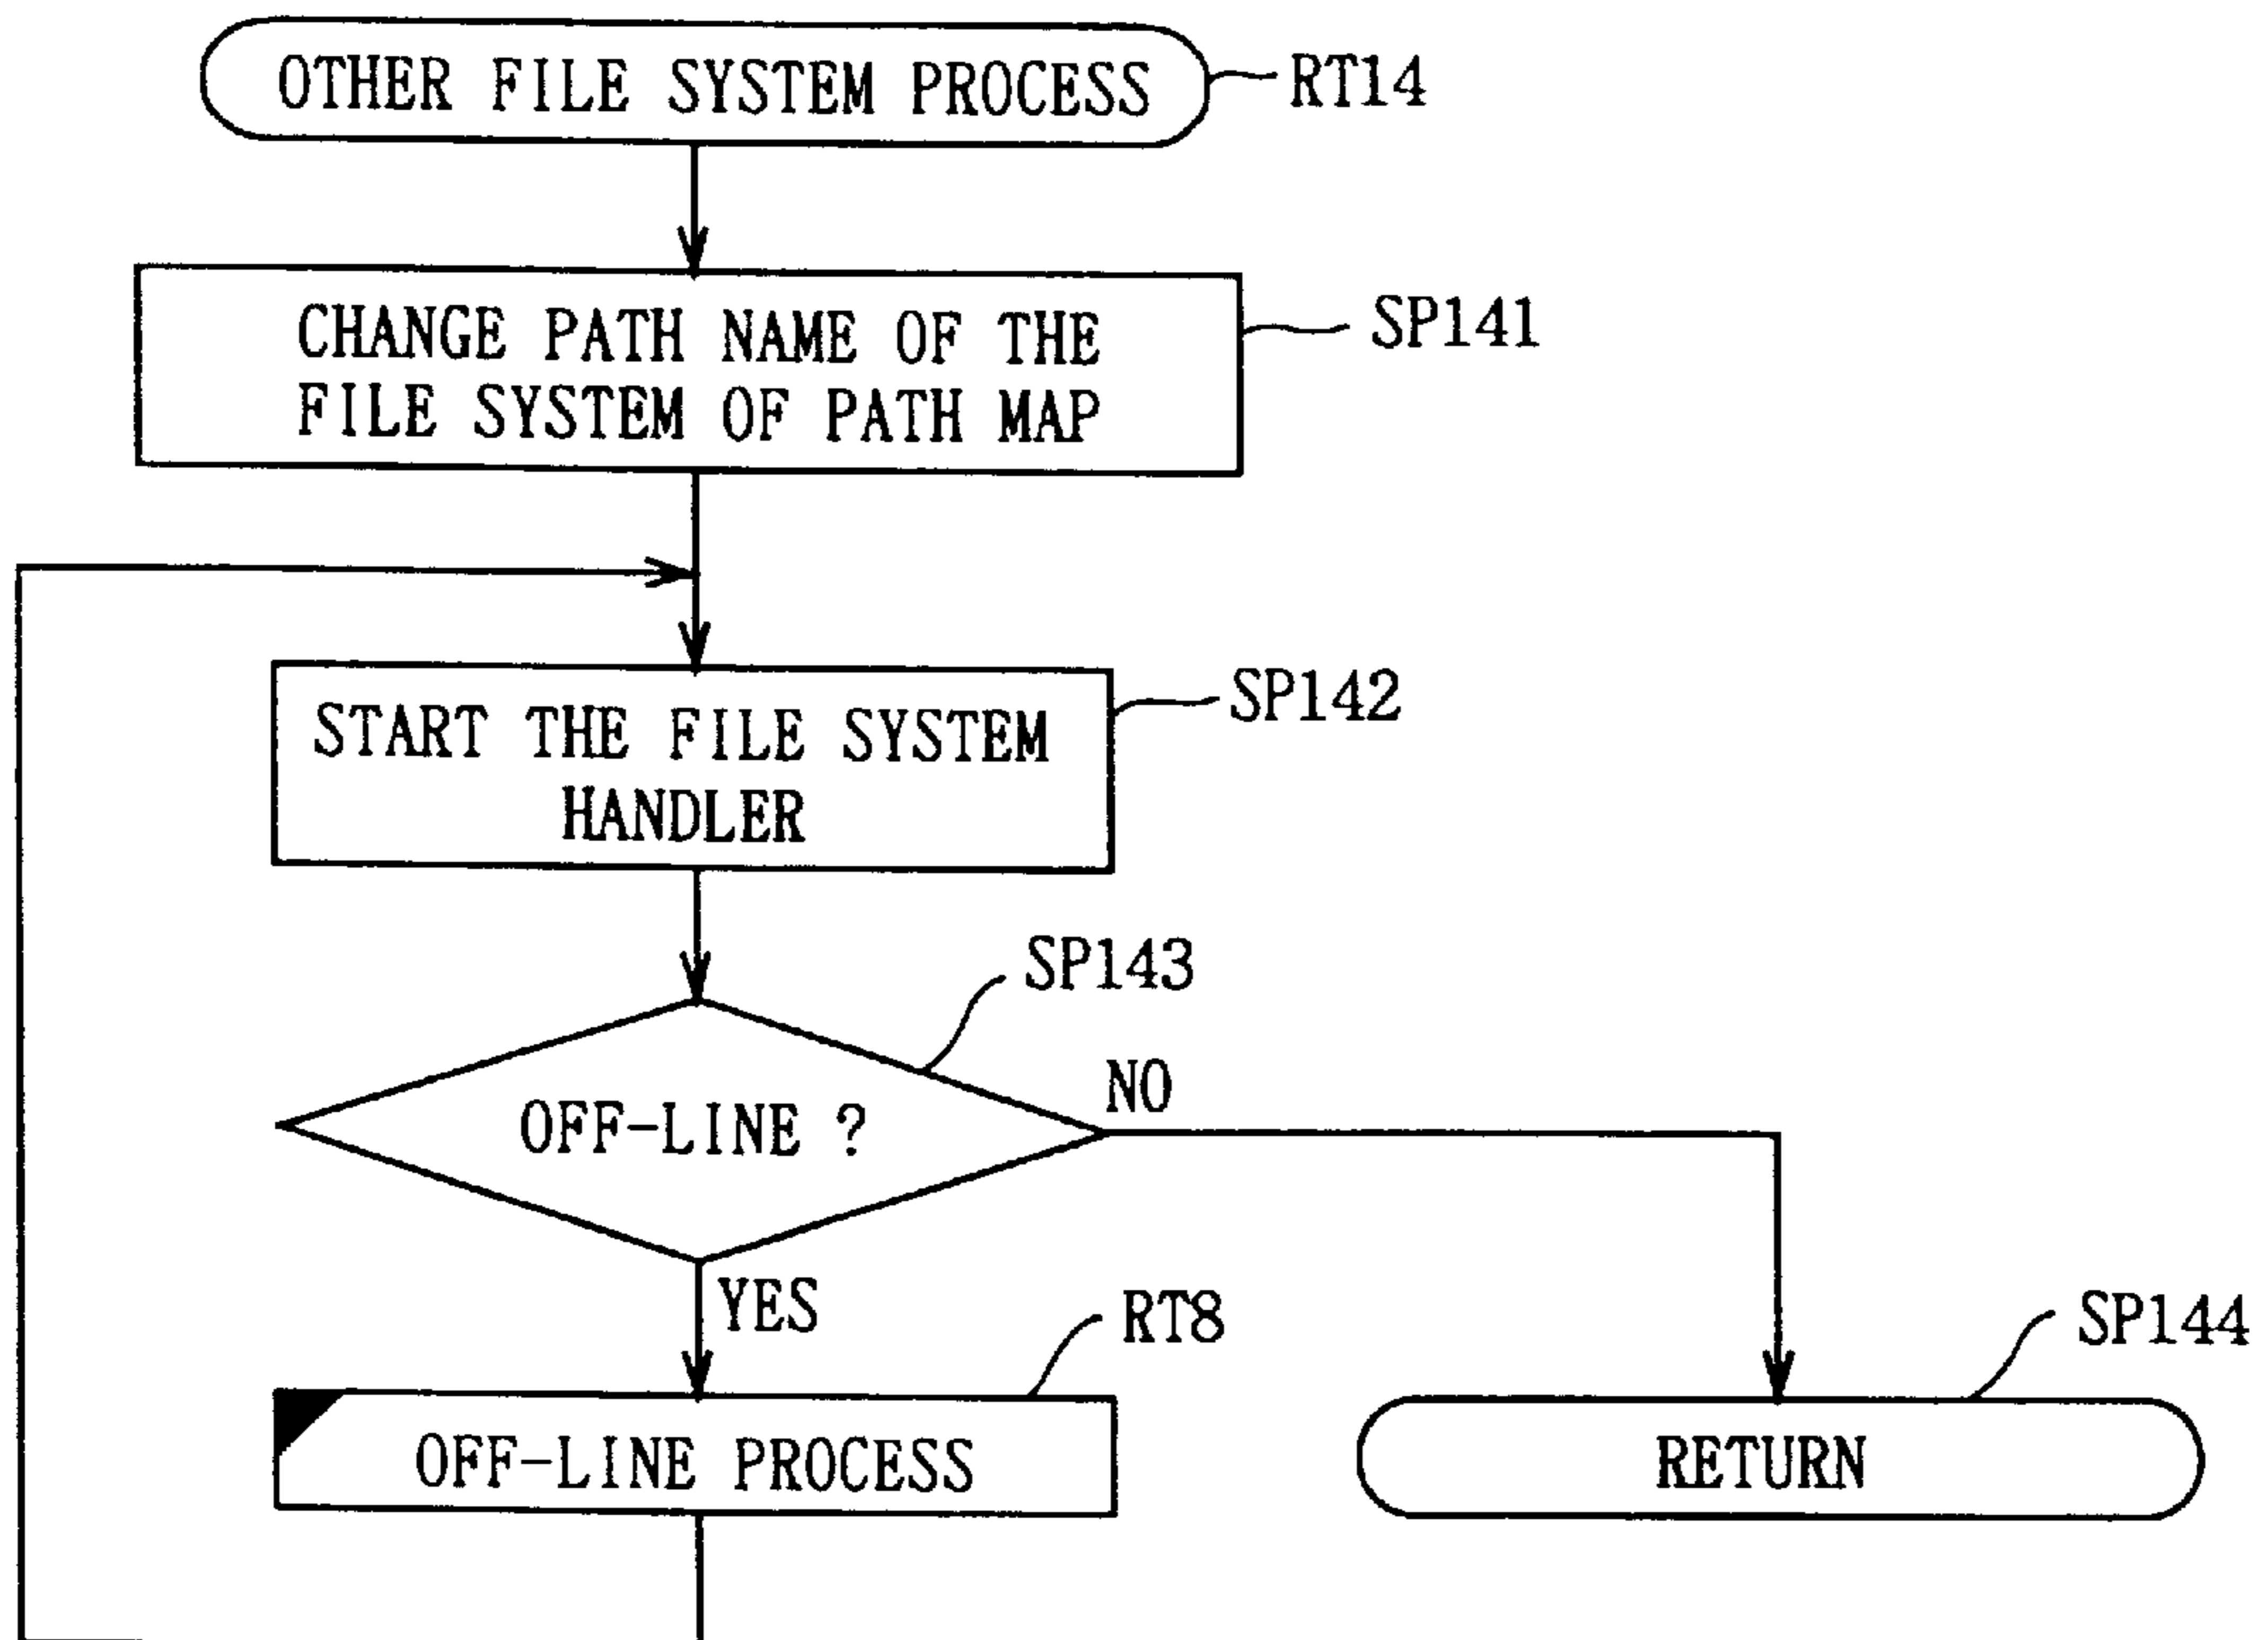 OTHER FILE SYSTEM PROCESS
RT14
CHANGE PATH NAME OF THE
FILE SYSTEM OF PATH MAP
SP141
START THE FILE SYSTEM
HANDLER
SP142
SP143
OFF-LINE ?
NO
YES
RT8
SP144
OFF-LINE PROCESS
RETURN